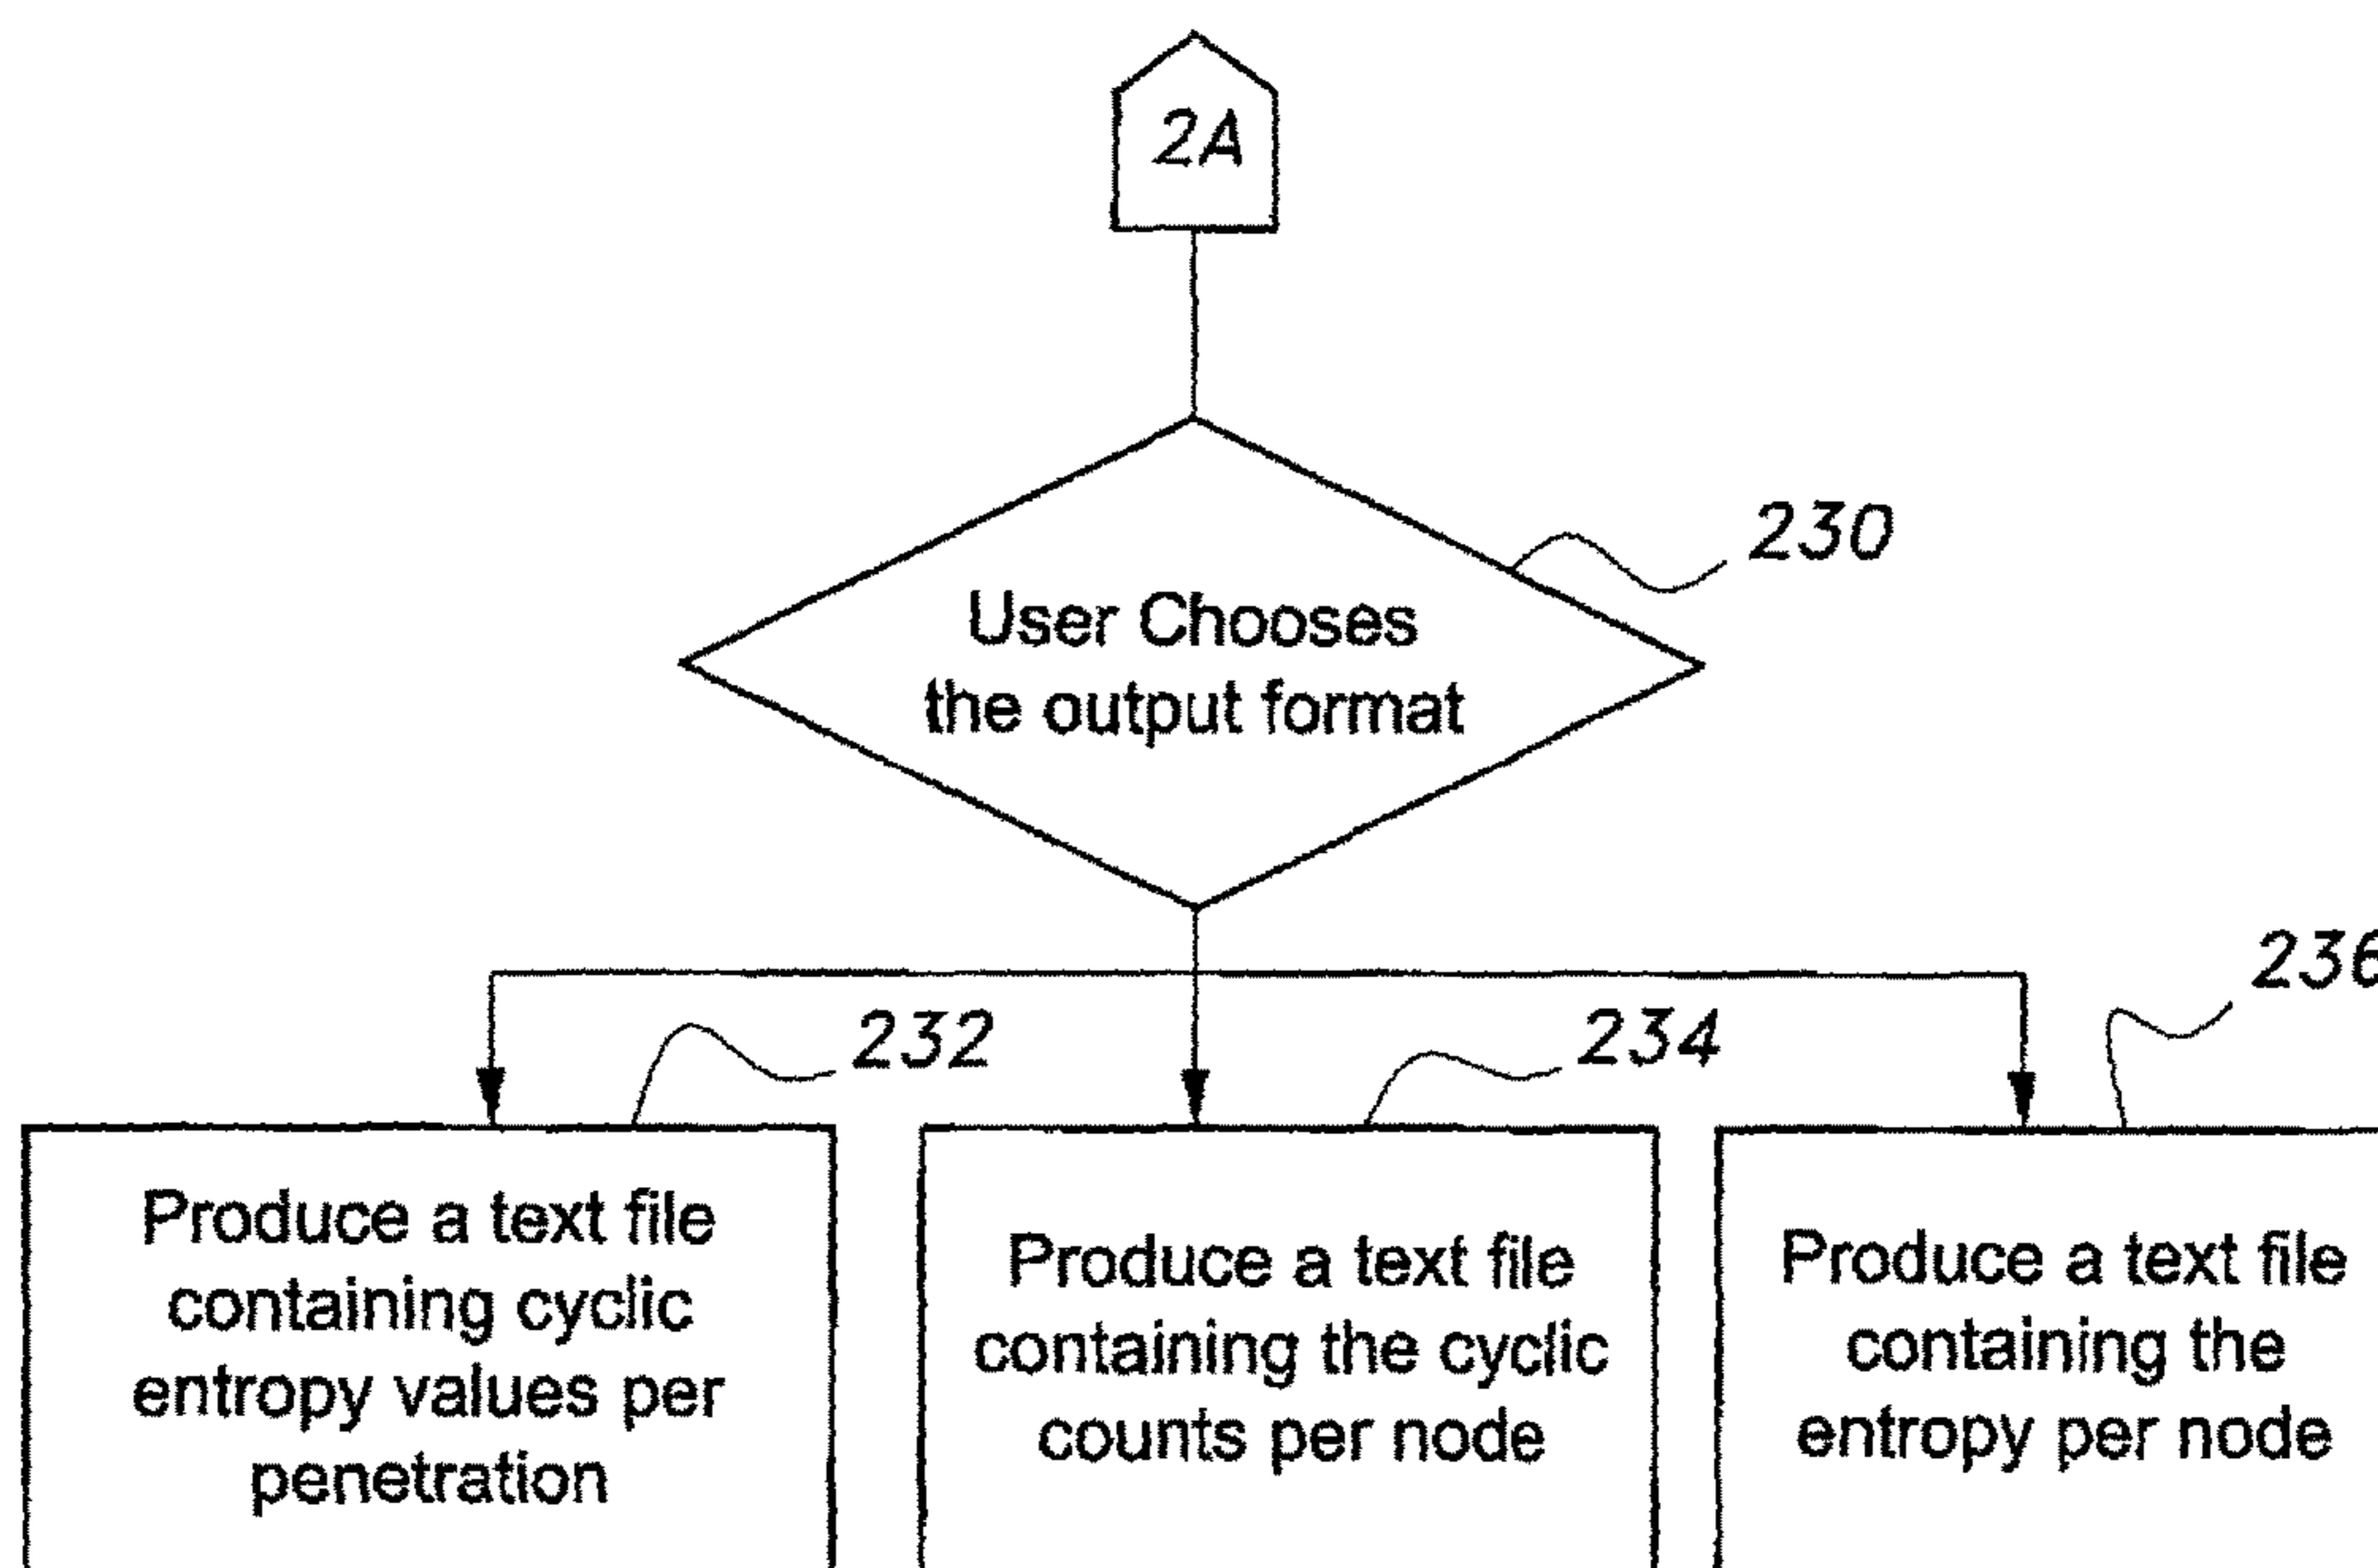 2A
230
User Chooses
the output format
232
234
236
Produce a text file
containing cyclic
entropy values per
penetration
Produce a text file
containing the cyclic
counts per node
Produce a text file
containing the
entropy per node